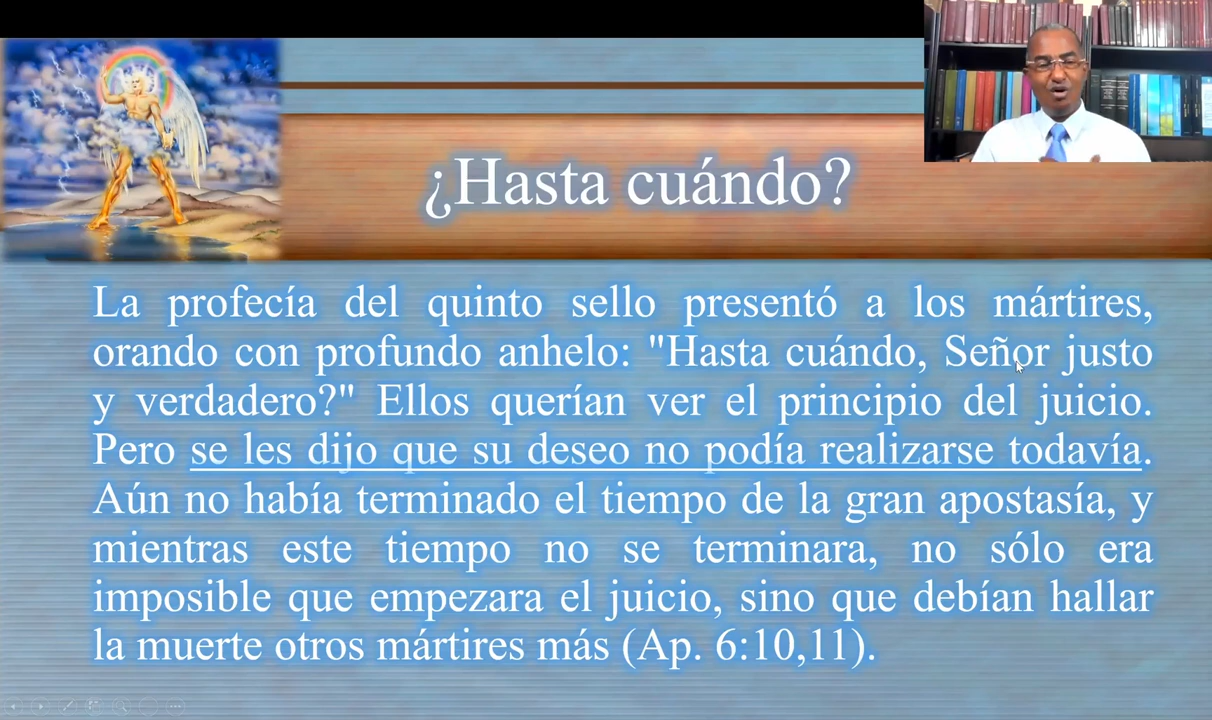 ¿Hasta cuándo?
La profecía del quinto sello presentó a los mártires,
orando con profundo anhelo: "Hasta cuándo, Señor justo
y verdadero?" Ellos querían ver el principio del juicio.
Pero se les dijo que su deseo no podía realizarse todavía.
Aún no había terminado el tiempo de la gran apostasía, y
mientras este tiempo no se terminara, no sólo era
imposible que empezara el juicio, sino que debían hallar
la muerte otros mártires más (Ap. 6:10,11).